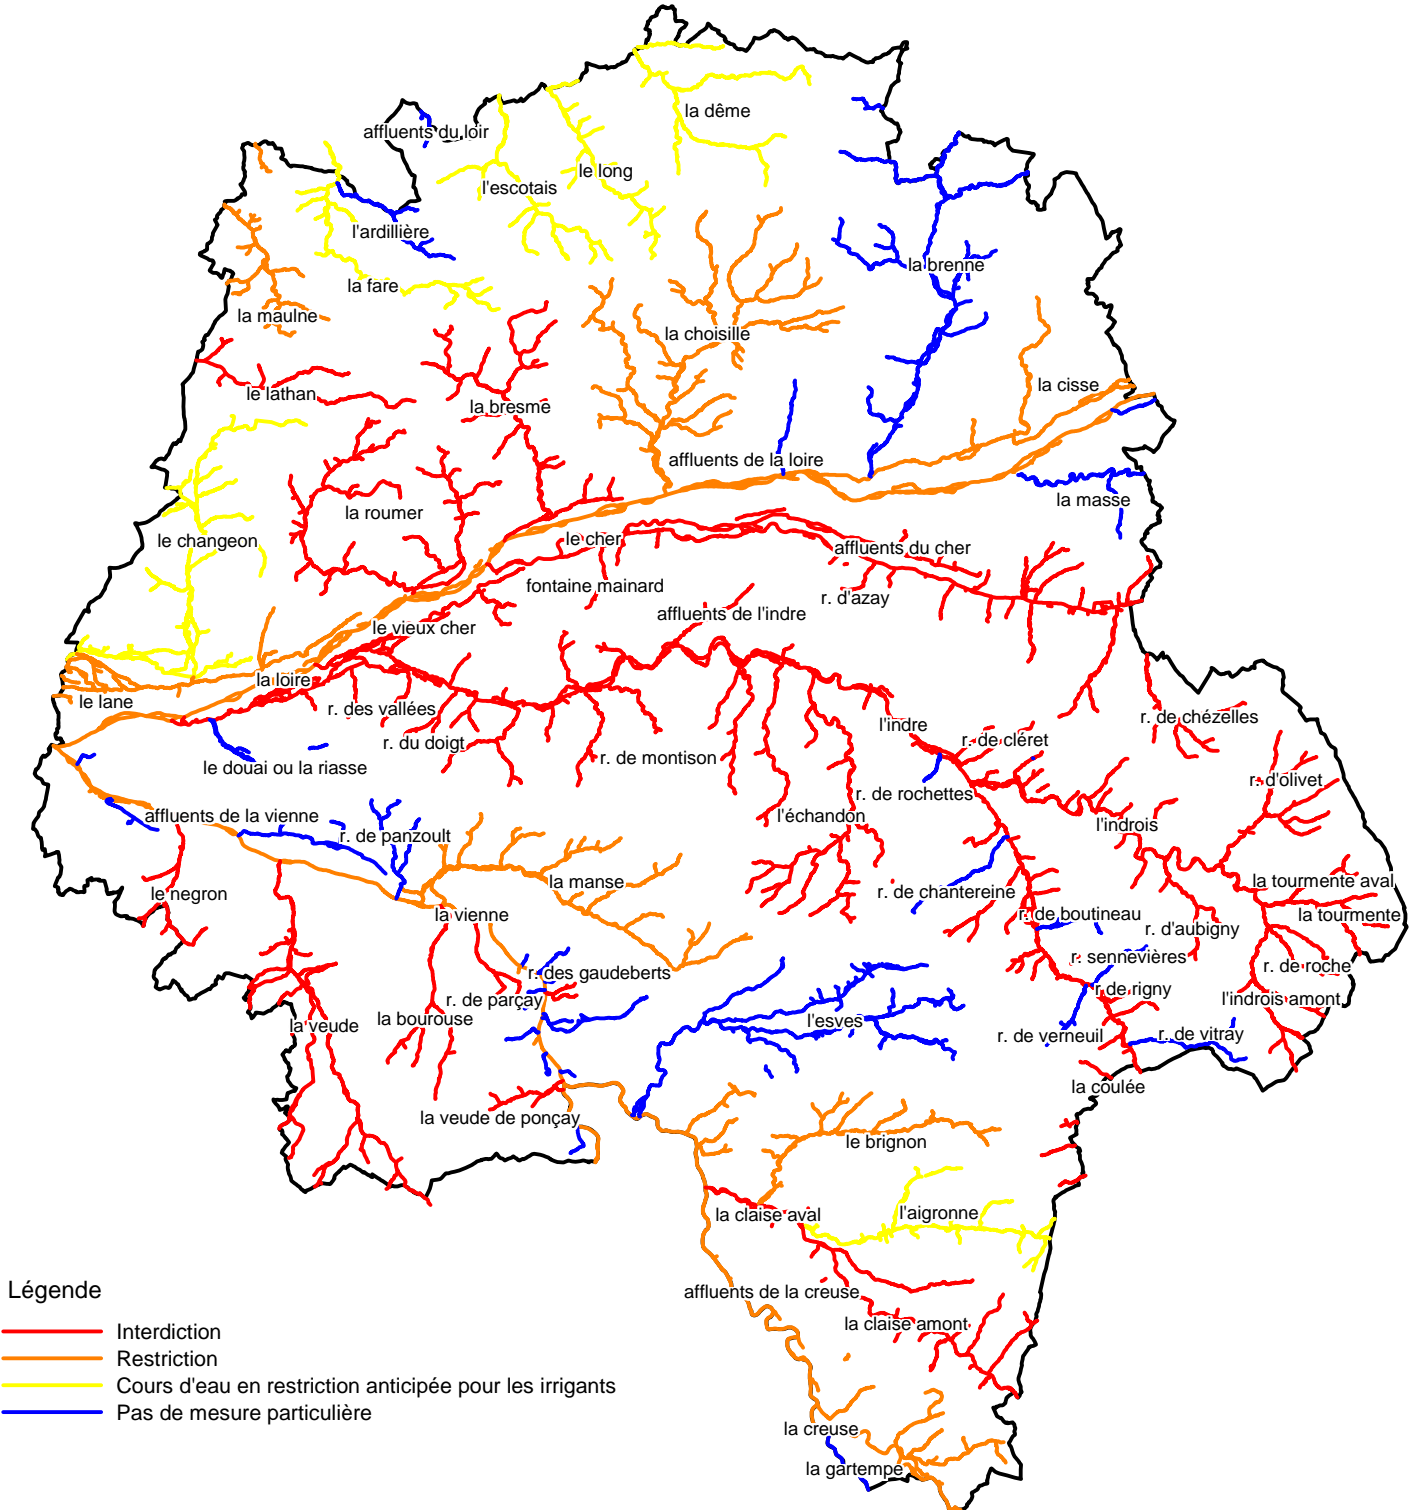 la dême
affluents du loir
le long
l'escotais
l'ardillière
la brenne
la fare
la maulne
la choisille
la cisse
le lathan
la bresme
affluents de la loire
la masse
la roumer
le changeon
le cher
affluents du cher
fontaine mainard
r. d'azay
affluents de l'indre
le vieux cher
la loire
le lane
r. des vallées
r. de chézelles
l'indre
r. du doigt
r. de cléret
r. de montison
le douai ou la riasse
r. d'olivet
r. de rochettes
affluents de la vienne
l'échandon
l'indrois
r. de panzoult
la manse
la tourmente aval
le negron
r. de chantereine
la vienne
r. de boutineau
la tourmente
r. d'aubigny
r. sennevières
r. de roche
r. des gaudeberts
r de rigny
r. de parçay
l'indrois amont
la bourouse
l'esves
la veude
r. de verneuil
r. de vitray
la coulée
la veude de ponçay
le brignon
la claise aval
l'aigronne
affluents de la creuse
la claise amont
la creuse
la gartempe
Légende
Interdiction
Restriction
Cours d'eau en restriction anticipée pour les irrigants
Pas de mesure particulière